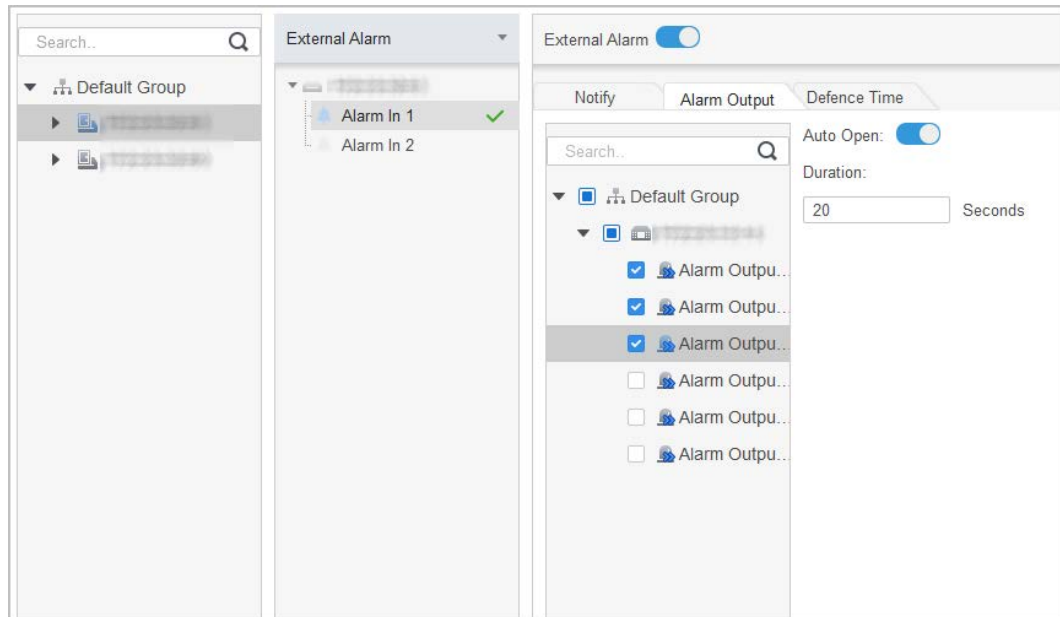 Search..
Default Group
External Alarm
Alarm In 1
Alarm In 2
External Alarm
Notify
Alarm Output
Defence Time
Search..
Default Group
Alarm Outpu...
Alarm Outpu...
Alarm Outpu...
Alarm Outpu...
Alarm Outpu...
Alarm Outpu...
Auto Open:
Duration:
20 Seconds